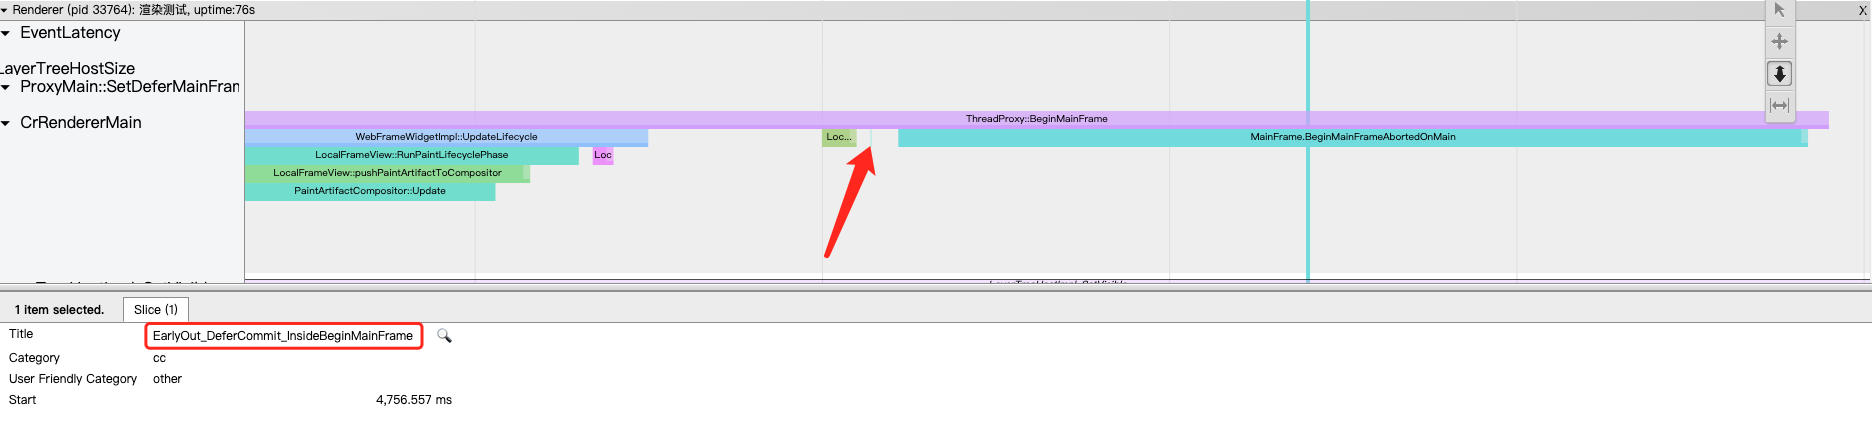 Renderer (pid 33764): 渲染测试, uptime:76s
X
EventLatency
LayerTreeHostSize
ProxyMain::SetDeferMainFran
CrRendererMain
ThreadProxy::BeginMainFrame
WebFrameWidgetImpl::UpdateLifecycle
Loc...
MainFrame.BeginMainFrameAbortedOnMain
LocalFrameView::RunPaintLifecyclePhase
Loc
LocalFrameView::pushPaintArtifactToCompositor
PaintArtifactCompositor::Update
1 item selected.
Slice (1)
Title
EarlyOut_DeferCommit_InsideBeginMainFrame
Category
cc
User Friendly Category
other
Start
4,756.557 ms